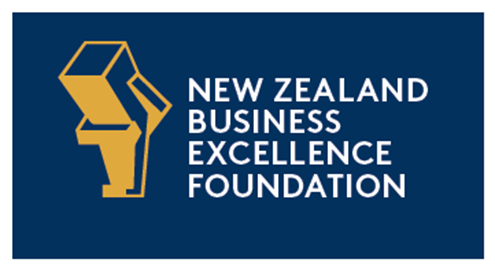 NEW ZEALAND
BUSINESS
EXCELLENCE
FOUNDATION